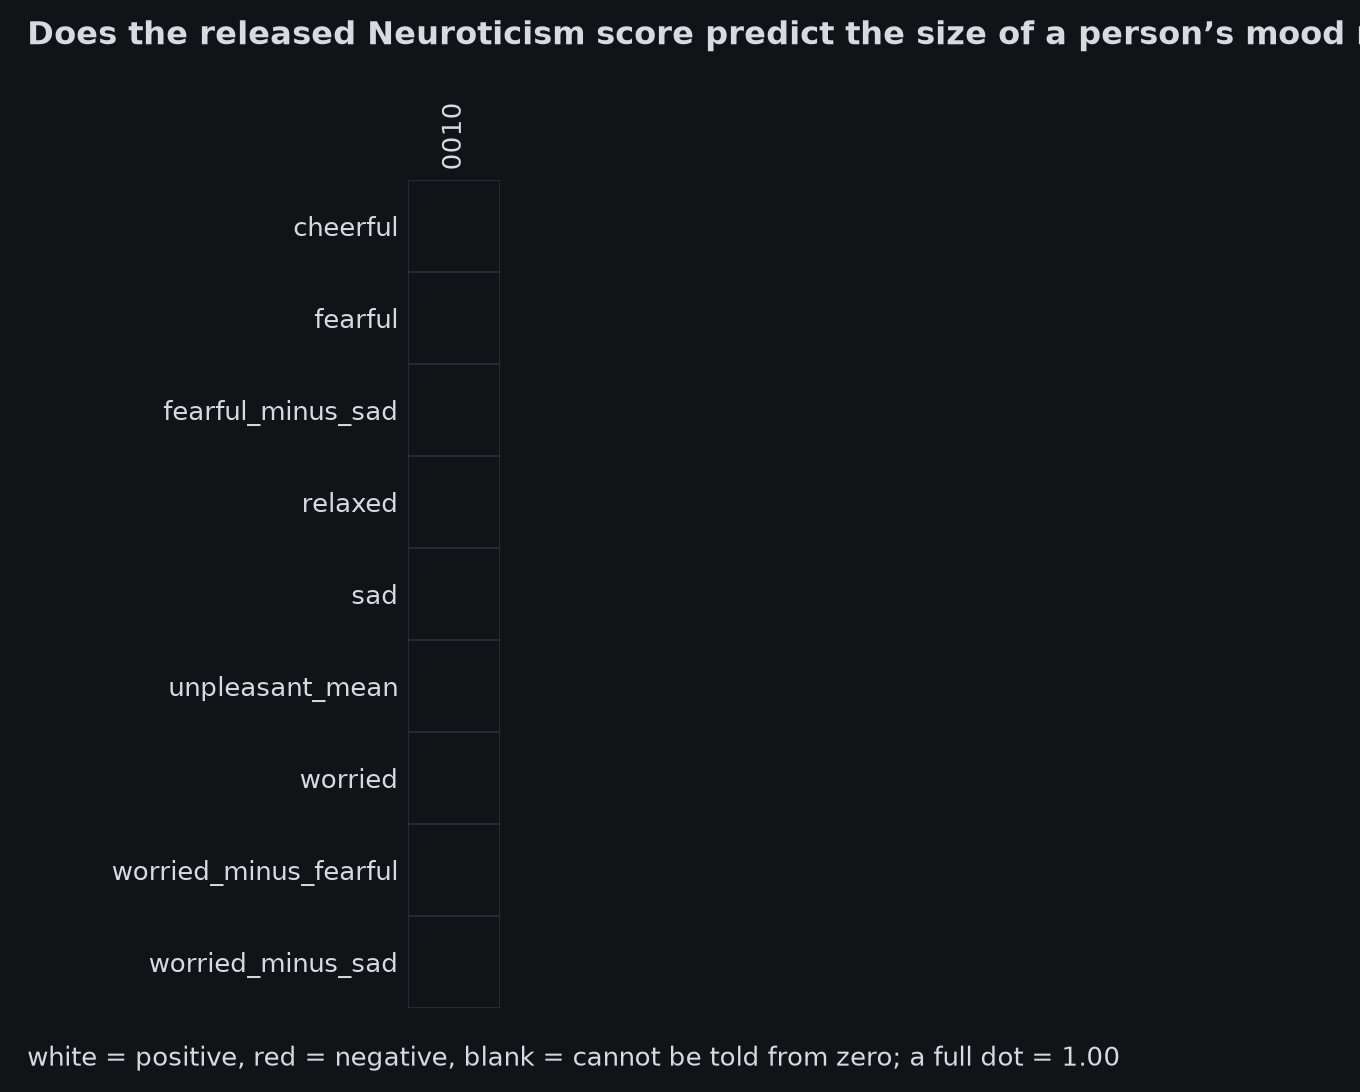 Does the released Neuroticism score predict the size of a person’s mood
0010
cheerful
fearful
fearful_minus_sad
relaxed
sad
unpleasant_mean
worried
worried_minus_fearful
worried_minus_sad
white = positive, red = negative, blank = cannot be told from zero; a full dot = 1.00